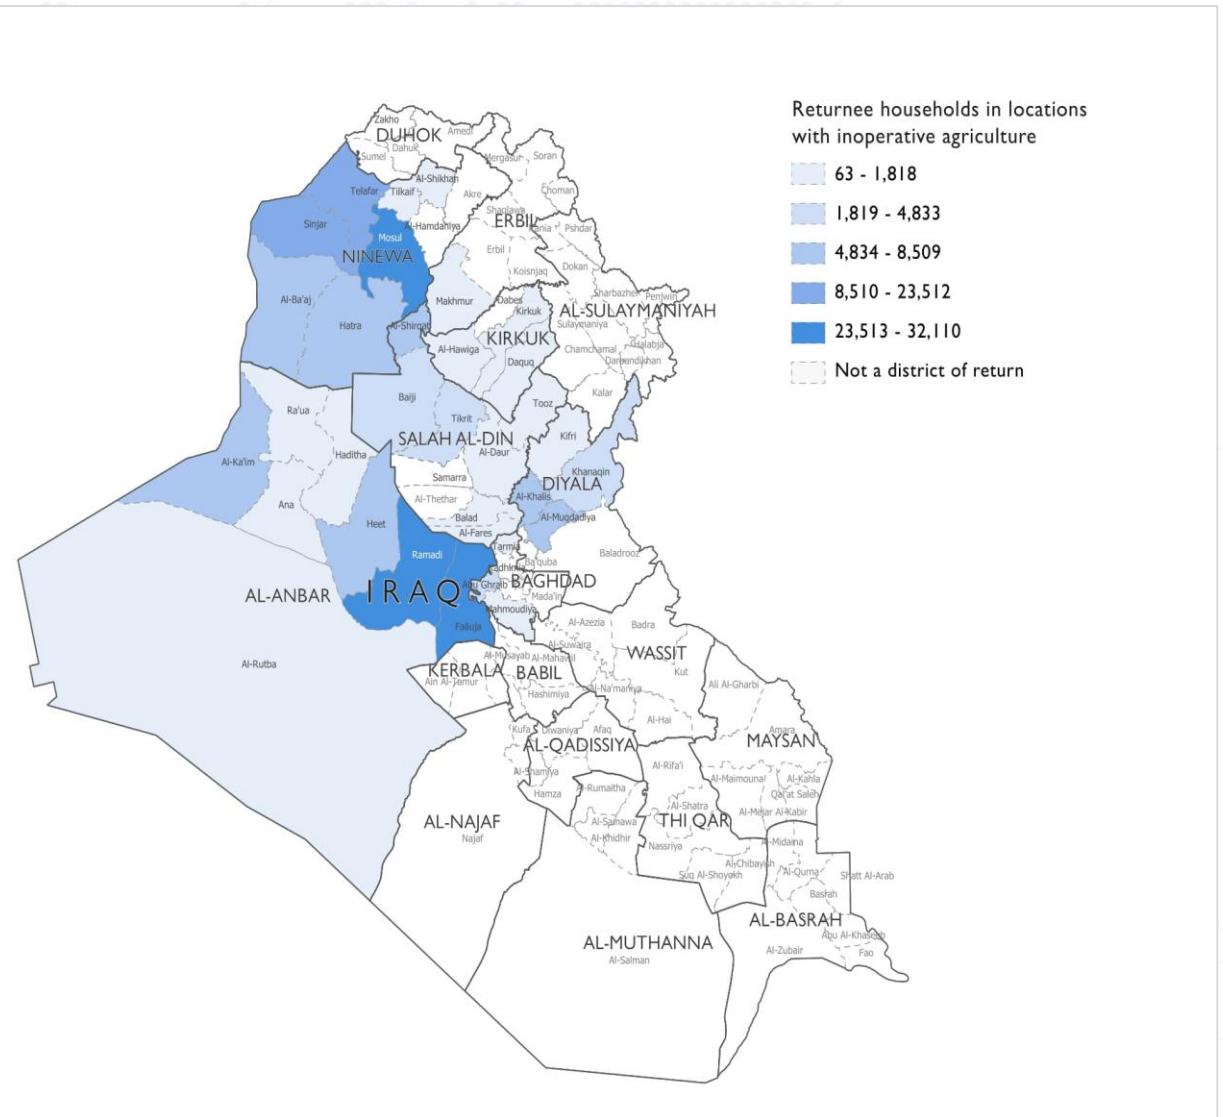 Returnee households in locations
with inoperative agriculture
63 - 1,818
1,819 - 4,833
4,834 - 8,509
8,510 - 23,512
23,513 - 32,110
Not a district of return
Zakho
DUHOK
Amedi
Dahuk
Sumel
Mergasur
Soran
Al-Shikhan
Telafar
Tilkaif
Akre
Choman
Sinjar
Shaqlawa
ERBIL
Rania
Pshdar
Al-Hamdaniya
Mosul
NINEWA
Erbil
Koisnjaq
Dokan
Al-Ba'aj
Makhmur
Dabes
Sharbazher
Penjwin
Kirkuk
AL-SULAYMANIYAH
Hatra
Al-Shirqat
Sulaymaniya
KIRKUK
Al-Hawiga
Chamchamal
Halabja
Daquq
Darbandikhan
Baiji
Kalar
Ra'ua
Tooz
Tikrit
SALAH AL-DIN
Kifri
Haditha
Al-Daur
Al-Ka'im
Khanaqin
Samarra
DIYALA
Al-Thethar
Al-Khalis
Ana
Balad
Al-Muqdadiya
Heet
Al-Fares
Tarmia
Ramadi
Baladrooz
Ba'quba
Kadhimia
BAGHDAD
Abu Ghraib
IRAQ
AL-ANBAR
Mada'in
Mahmoudiya
Falluja
Al-Azezia
Badra
Al-Suwaira
WASSIT
Al-Rutba
Al-Musayab
Al-Mahawil
KERBALA
BABIL
Kut
Ain Al-Temur
Hashimiya
Al-Na'maniya
Ali Al-Gharbi
Al-Hai
Kufa
Diwaniya
Afaq
Amara
AL-QADISSIYA
MAYSAN
Al-Shamiya
Al-Rifa'i
Al-Maimouna
Al-Kahla
Hamza
Al-Rumaitha
Qal'at Saleh
Al-Shatra
Al-Mejar Al-Kabir
AL-NAJAF
Al-Samawa
THI QAR
Najaf
Al-Khidhir
Nassriya
Al-Midaina
Al-Chibayish
Suq Al-Shoyokh
Al-Qurna
Shatt Al-Arab
Basrah
AL-BASRAH
Abu Al-Khaseeb
AL-MUTHANNA
Al-Zubair
Fao
Al-Salman